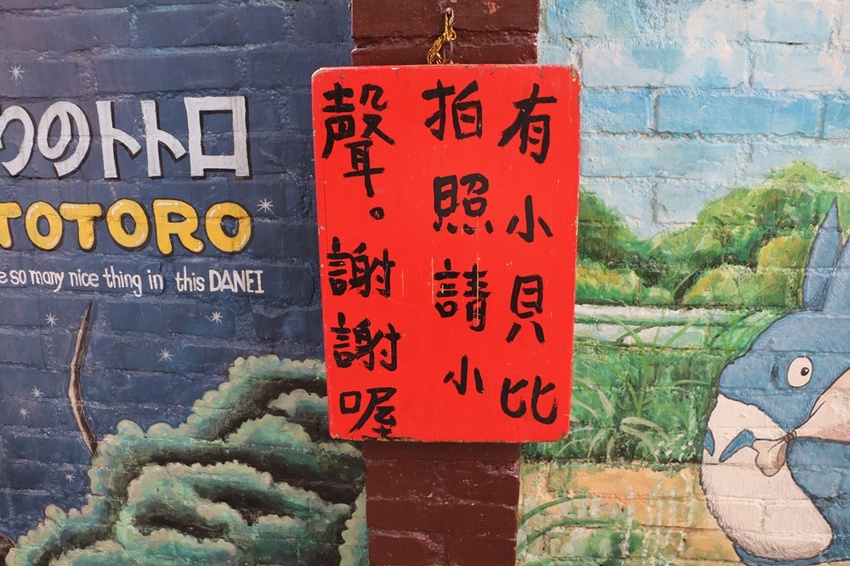 りのトトロ
TOTORO
so many nice thing in this DANEI
有小貝比
拍照請小
聲。謝謝喔